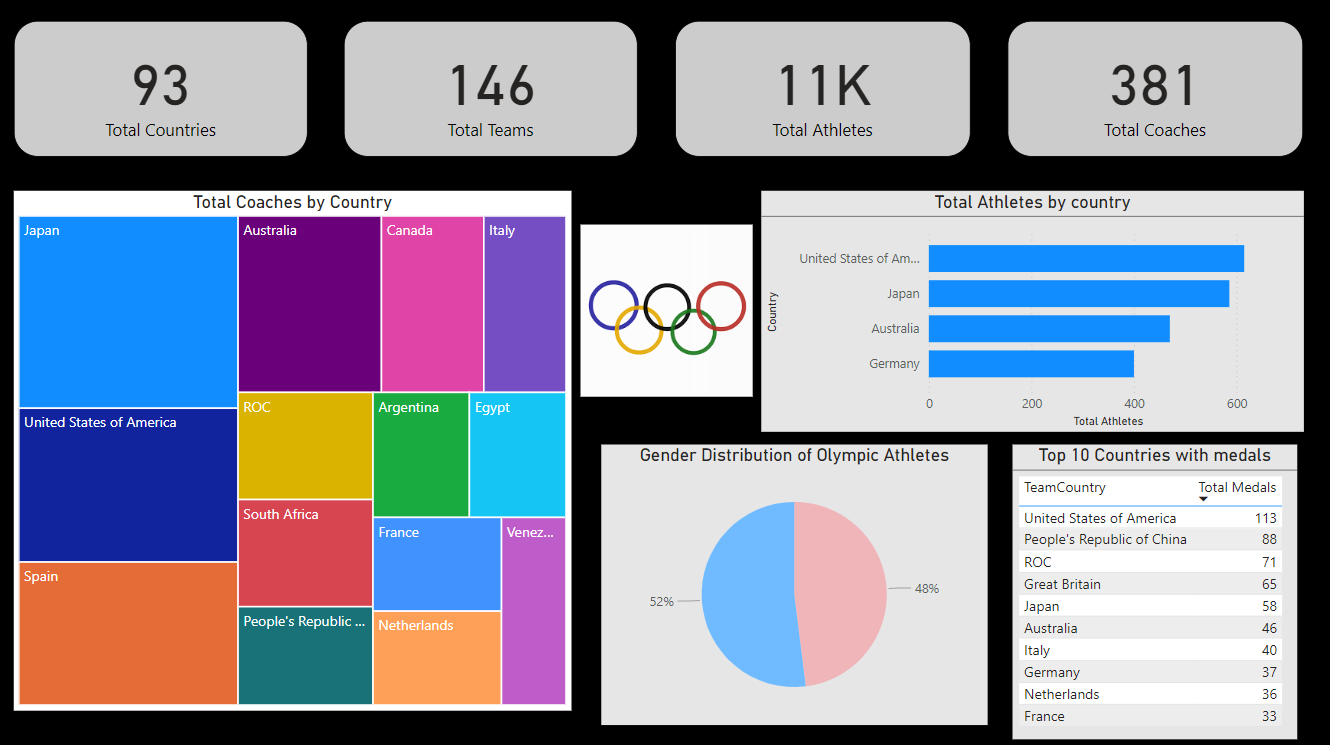 93
Total Countries
146
Total Teams
11K
Total Athletes
381
Total Coaches
Total Coaches by Country
Japan
Australia
Canada
Italy
United States of America
ROC
Argentina
Egypt
South Africa
France
Venez...
Spain
People's Republic ...
Netherlands
Total Athletes by country
Country
United States of Am...
Japan
Australia
Germany
0 200 400 600
Total Athletes
Gender Distribution of Olympic Athletes
52%
48%
Top 10 Countries with medals
TeamCountry Total Medals
United States of America 113
People's Republic of China 88
ROC 71
Great Britain 65
Japan 58
Australia 46
Italy 40
Germany 37
Netherlands 36
France 33